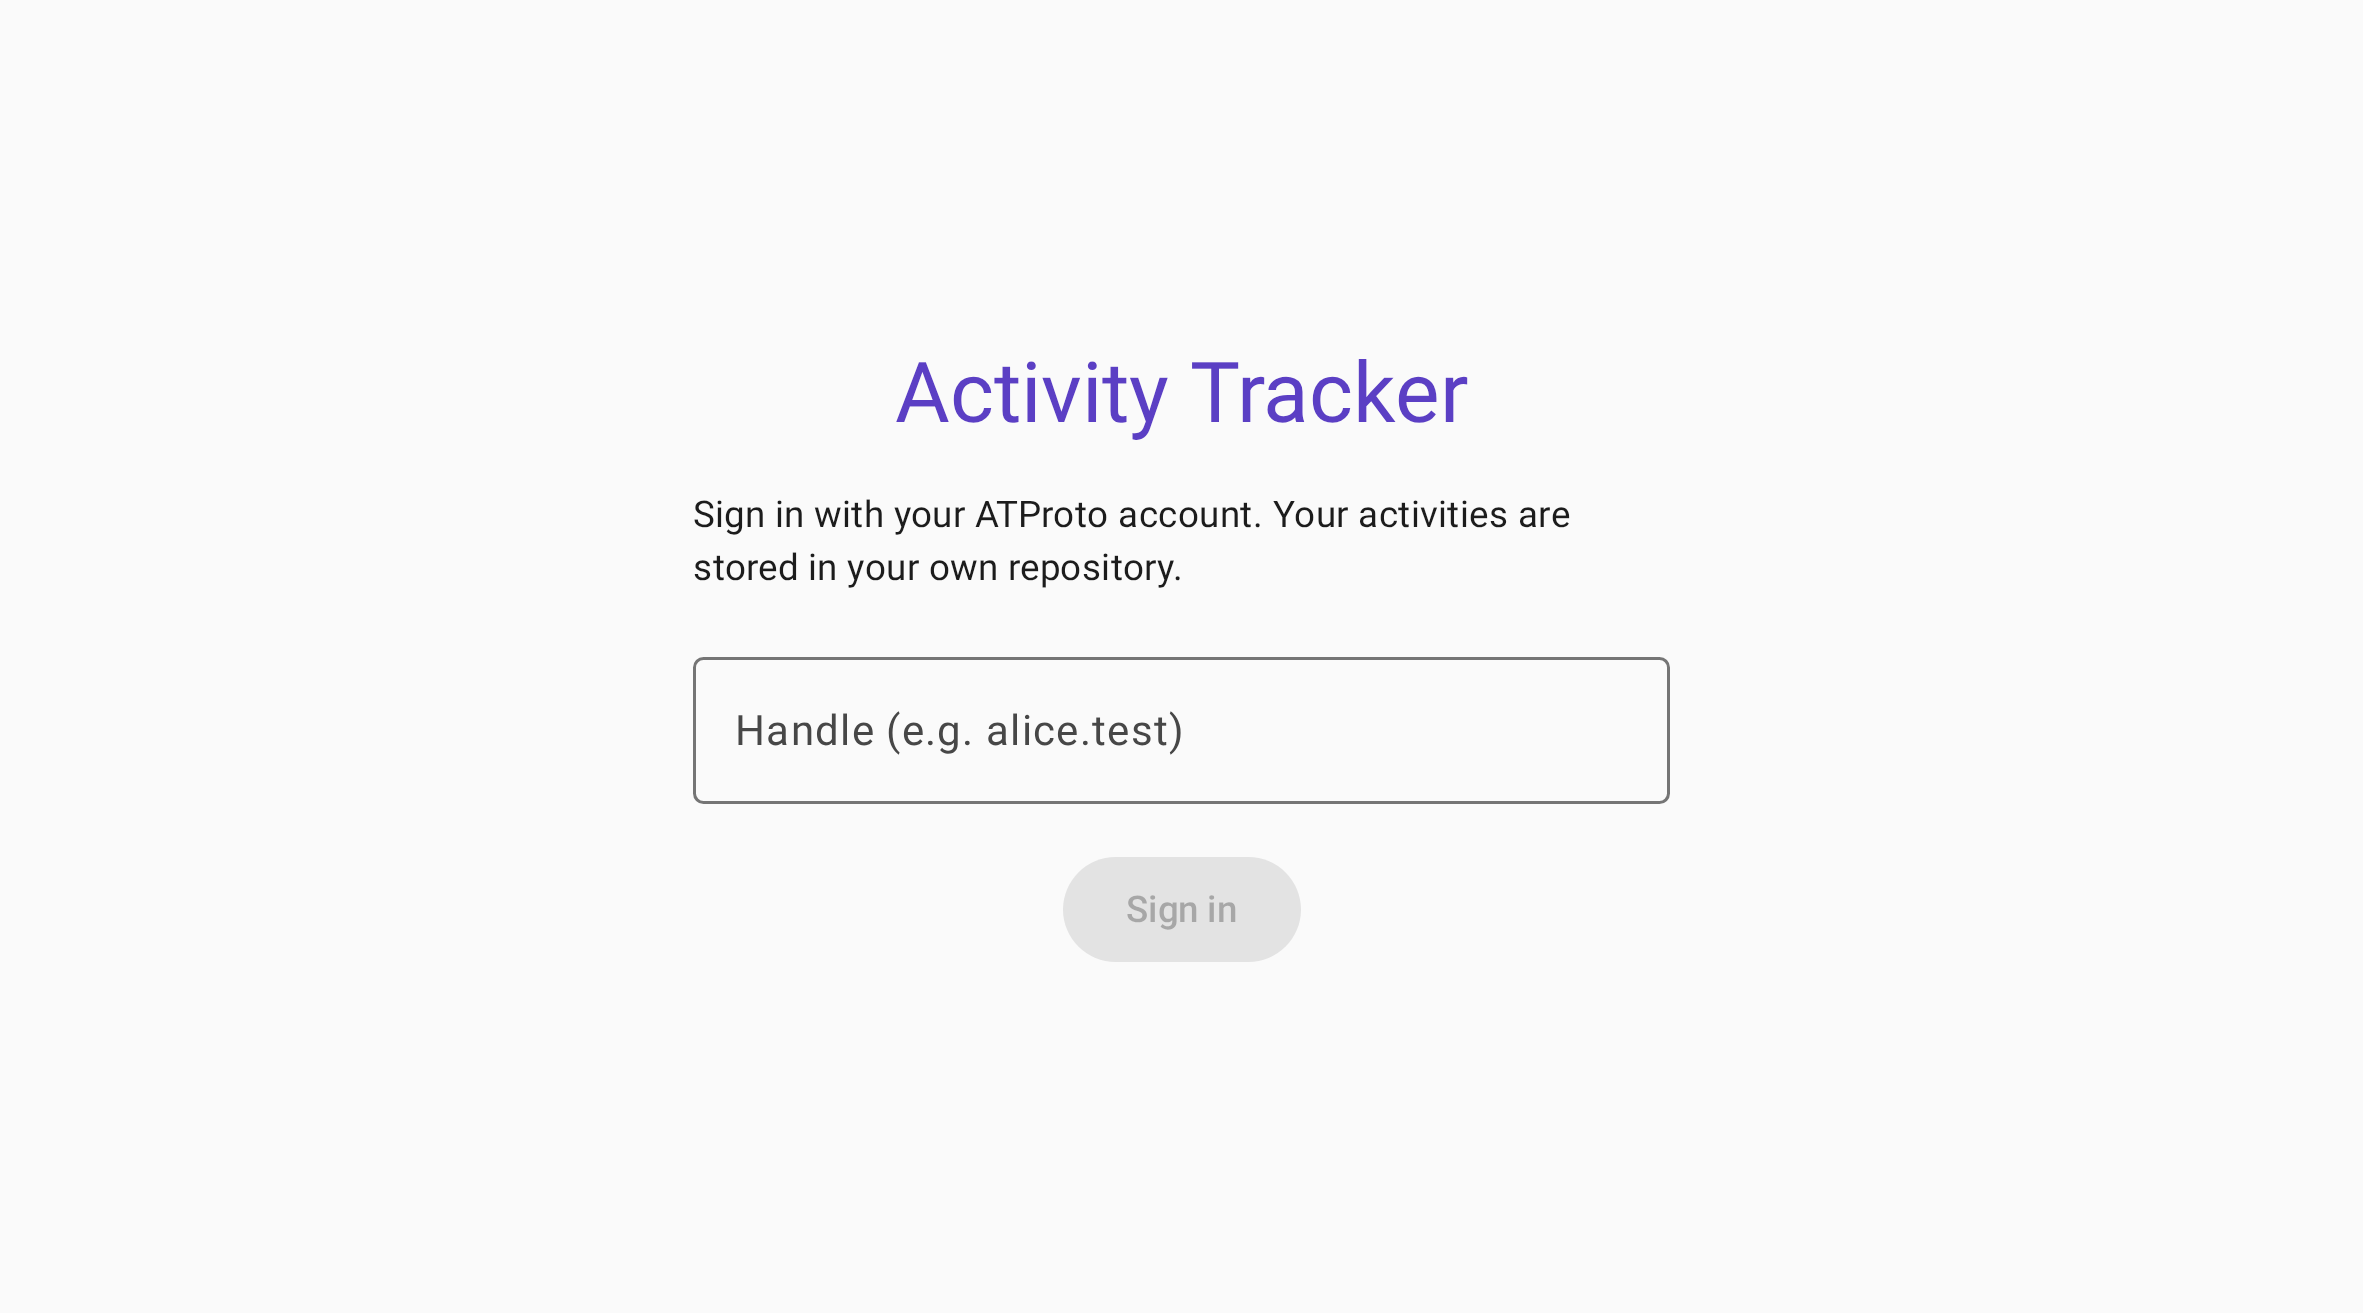 Activity Tracker
Sign in with your ATProto account. Your activities are
stored in your own repository.
Handle (e.g. alice.test)
Sign in